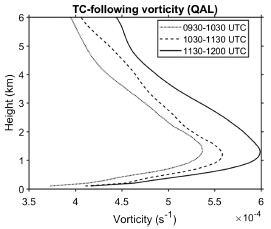 TC-following vorticity (QAL)
0930-1030 UTC
1030-1130 UTC
1130-1200 UTC
Height (km)
6
5
4
3
2
1
0
3.5 4 4.5 5 5.5 6
Vorticity (s⁻¹)
×10⁻⁴